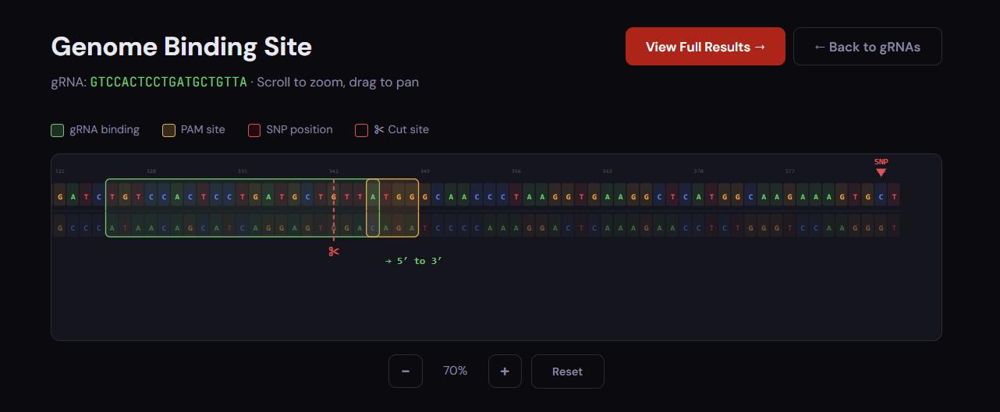 Genome Binding Site
View Full Results →
← Back to gRNAs
gRNA: GTCCACTCCTGATGCTGTTA · Scroll to zoom, drag to pan
gRNA binding
PAM site
SNP position
✂ Cut site
SNP
321 328 335 342 349 356 363 370 377
G A T C T G T C C A C T C C T G A T G C T G T T A T G G G C A A C C C T A A G G T G A A G G C T C A T G G C A A G A A A G T G C T
G C C C A T A A C A G C A T C A G G A G T G G A C A G A T C C C C A A A G G A C T C A A A G A A C C T C T G G G T C C A A G G G T
→ 5′ to 3′
−
70%
+
Reset